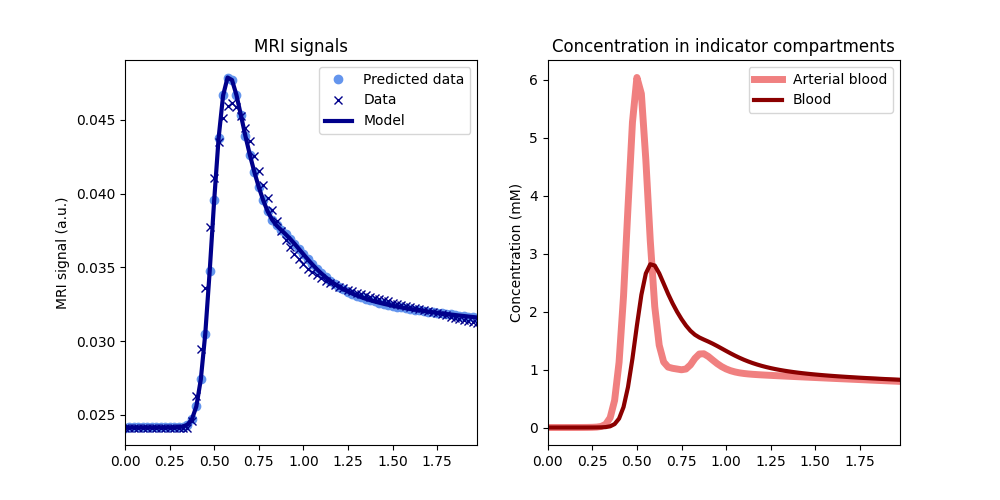 MRI signals
Predicted data
Data
Model
MRI signal (a.u.)
0.045
0.040
0.035
0.030
0.025
0.00 0.25 0.50 0.75 1.00 1.25 1.50 1.75
Concentration in indicator compartments
Arterial blood
Blood
Concentration (mM)
6
5
4
3
2
1
0
0.00 0.25 0.50 0.75 1.00 1.25 1.50 1.75